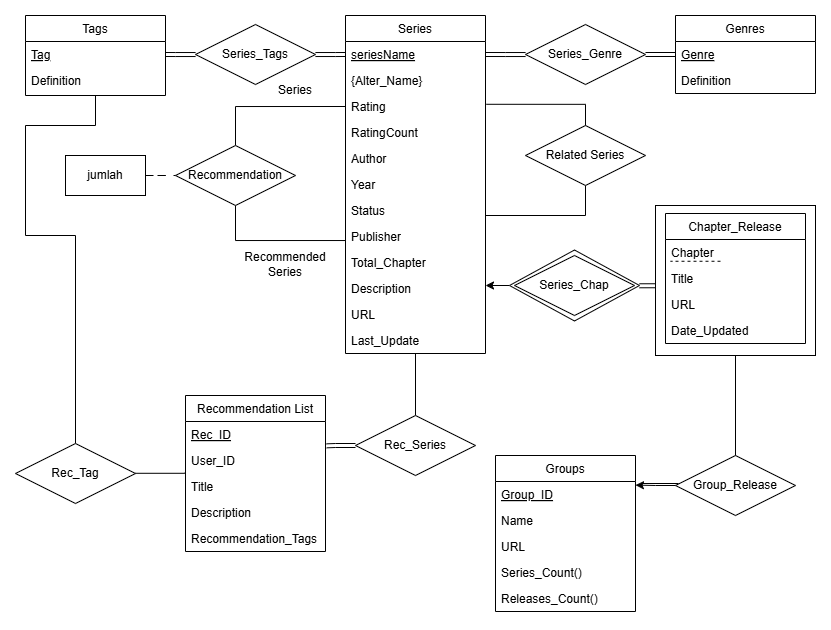 Tags
Tag
Definition
Series_Tags
Series
seriesName
{Alter_Name}
Rating
RatingCount
Author
Year
Status
Publisher
Total_Chapter
Description
URL
Last_Update
Series_Genre
Genres
Genre
Definition
Series
Recommendation
jumlah
Recommended
Series
Related Series
Series_Chap
Chapter_Release
Chapter
Title
URL
Date_Updated
Recommendation List
Rec_ID
User_ID
Title
Description
Recommendation_Tags
Rec_Tag
Rec_Series
Groups
Group_ID
Name
URL
Series_Count()
Releases_Count()
Group_Release